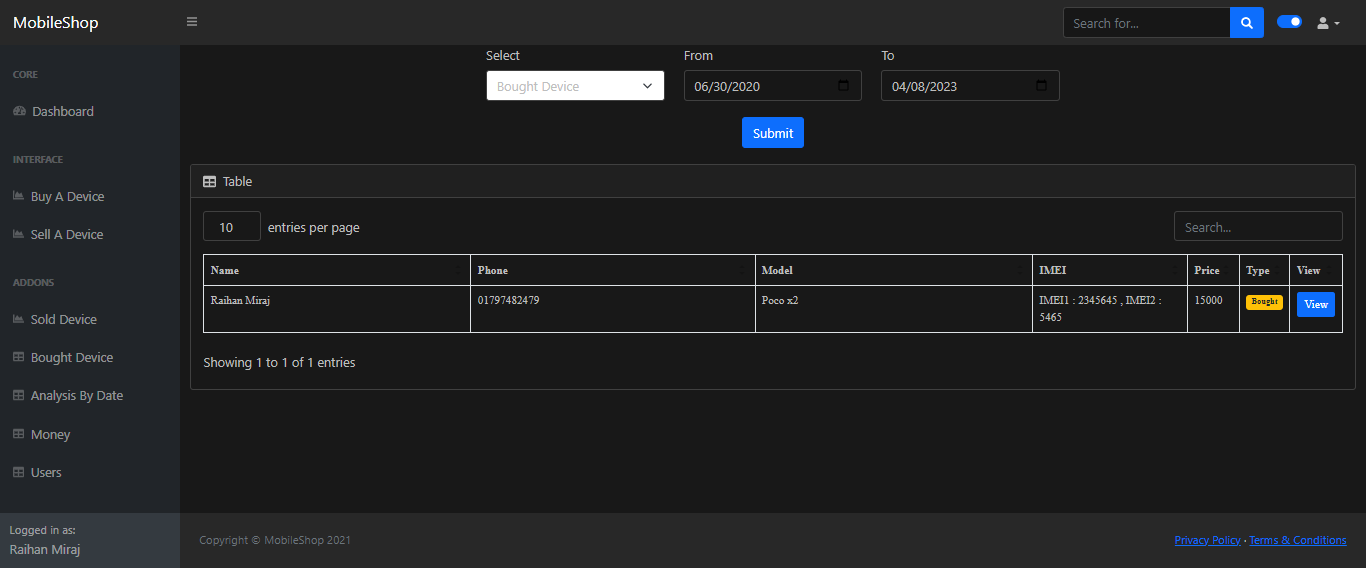 MobileShop
Search for...
CORE
Dashboard
INTERFACE
Buy A Device
Sell A Device
ADDONS
Sold Device
Bought Device
Analysis By Date
Money
Users
Logged in as:
Raihan Miraj
Select From To
Bought Device 06/30/2020 04/08/2023
Submit
Table
10 entries per page Search...
Name Phone Model IMEI Price Type View
Raihan Miraj 01797482479 Poco x2 IMEI1 : 2345645 , IMEI2 : 15000 Bought View
5465
Showing 1 to 1 of 1 entries
Copyright © MobileShop 2021 Privacy Policy · Terms & Conditions